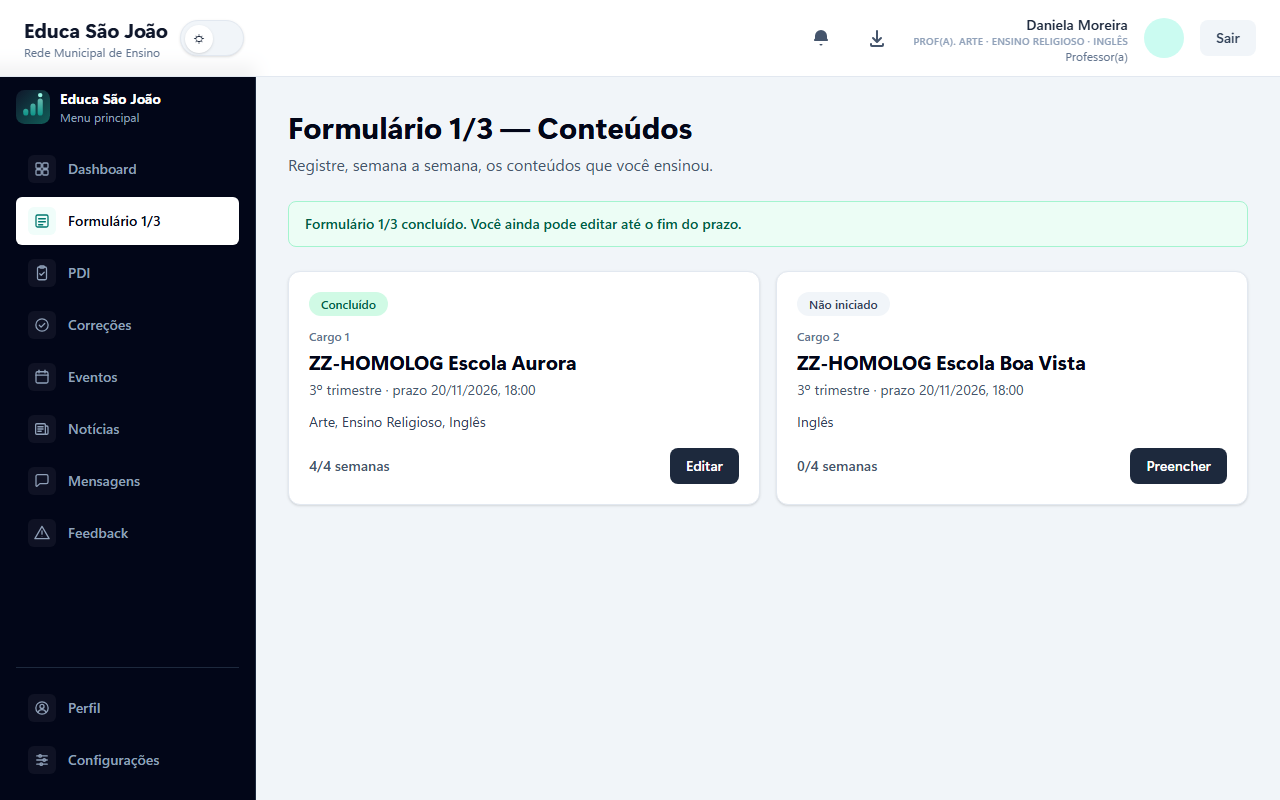 Educa São João
Rede Municipal de Ensino
Daniela Moreira
PROF(A). ARTE · ENSINO RELIGIOSO · INGLÊS
Professor(a)
Sair
Educa São João
Menu principal
Dashboard
Formulário 1/3
PDI
Correções
Eventos
Notícias
Mensagens
Feedback
Perfil
Configurações
Formulário 1/3 — Conteúdos
Registre, semana a semana, os conteúdos que você ensinou.
Formulário 1/3 concluído. Você ainda pode editar até o fim do prazo.
Concluído
Cargo 1
ZZ-HOMOLOG Escola Aurora
3º trimestre · prazo 20/11/2026, 18:00
Arte, Ensino Religioso, Inglês
4/4 semanas
Editar
Não iniciado
Cargo 2
ZZ-HOMOLOG Escola Boa Vista
3º trimestre · prazo 20/11/2026, 18:00
Inglês
0/4 semanas
Preencher